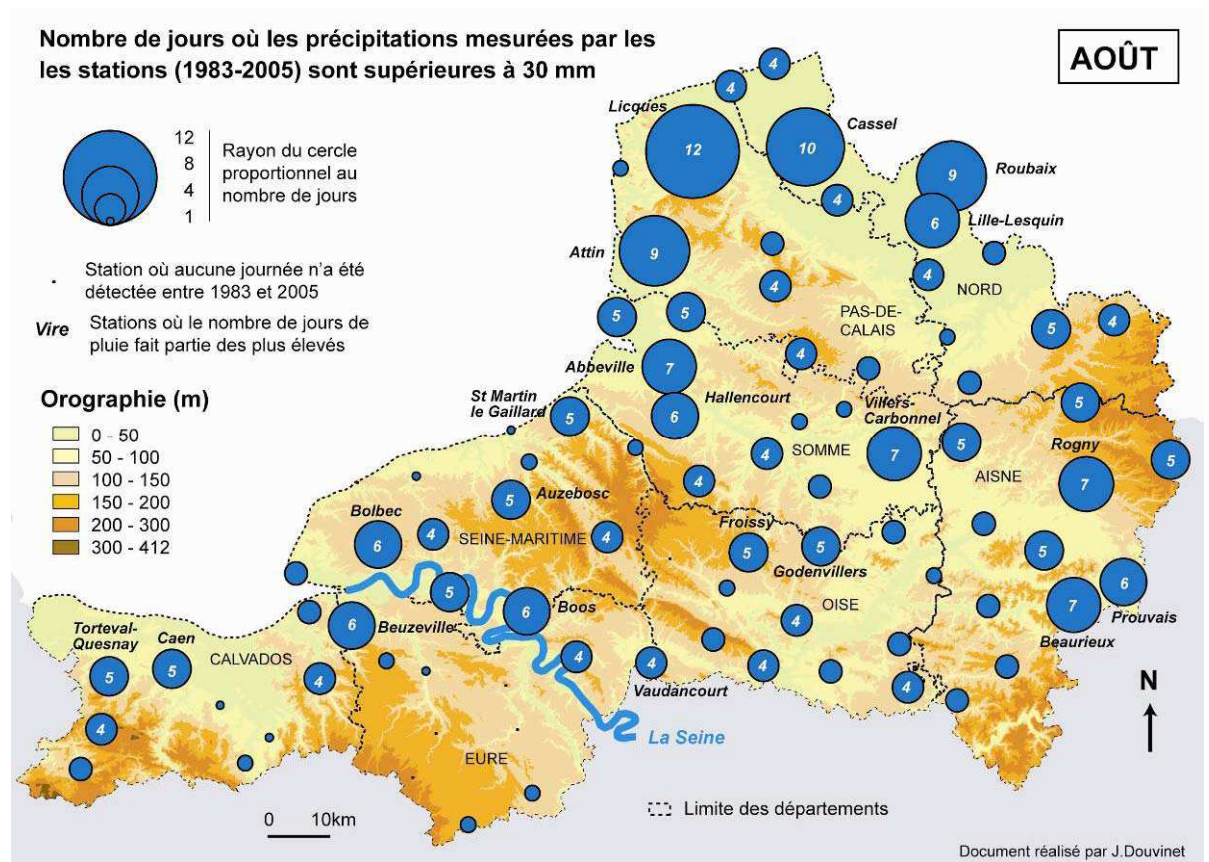 Nombre de jours où les précipitations mesurées par les
les stations (1983-2005) sont supérieures à 30 mm
AOÛT
12
8
4
1
Rayon du cercle
proportionnel au
nombre de jours
Station où aucune journée n'a été
détectée entre 1983 et 2005
Vire
Stations où le nombre de jours de
pluie fait partie des plus élevés
Orographie (m)
0 - 50
50 - 100
100 - 150
150 - 200
200 - 300
300 - 412
4
4
Licques
12
Cassel
10
Roubaix
9
4
Lille-Lesquin
6
Attin
9
4
4
NORD
5
5
PAS-DE-
CALAIS
5
4
Abbeville
7
4
St Martin
le Gaillard
5
Hallencourt
6
Villers-
Carbonnel
7
5
5
Rogny
7
5
SOMME
4
4
AISNE
Auzebosc
5
Bolbec
6
4
SEINE-MARITIME
4
Froissy
5
5
Godenvillers
5
5
Boos
6
OISE
4
Prouvais
6
7
Beaurieux
Beuzeville
6
Torteval-
Quesnay
5
Caen
5
CALVADOS
4
4
4
Vaudancourt
4
4
4
La Seine
EURE
N
0 10km
Limite des départements
Document réalisé par J.Douvinet